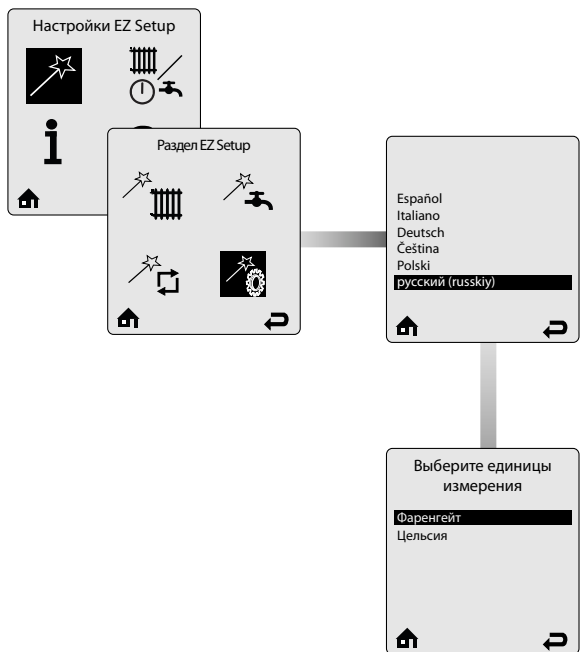 Настройки EZ Setup
Раздел EZ Setup
Español
Italiano
Deutsch
Čeština
Polski
русский (russkiy)
Выберите единицы
измерения
Фаренгейт
Цельсия